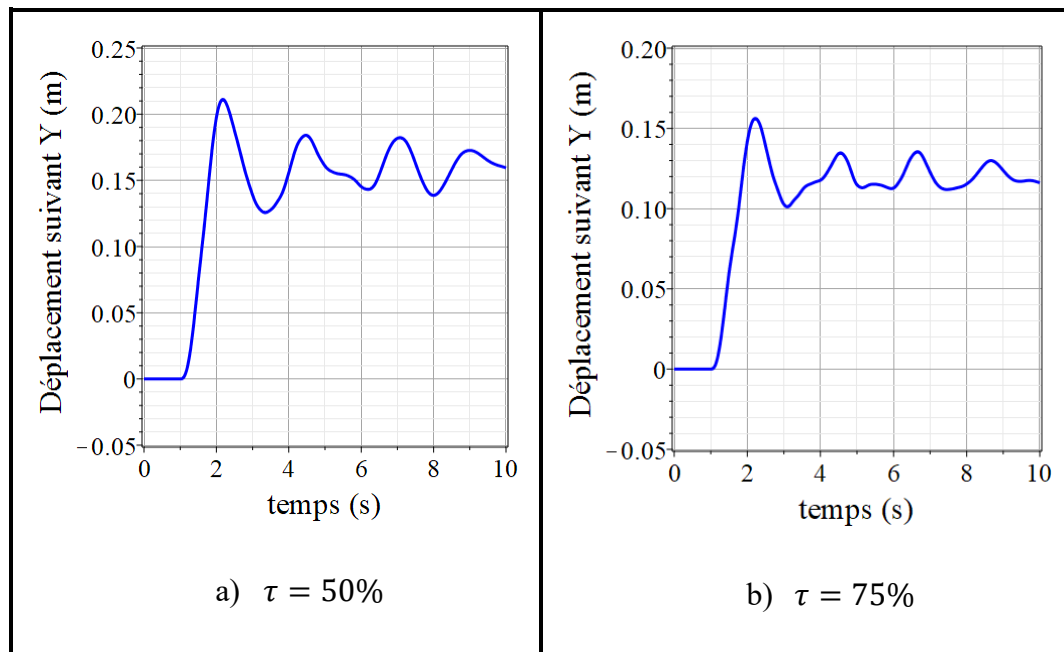 0.25
0.20
0.15
0.10
0.05
0
−0.05
0 2 4 6 8 10
Déplacement suivant Y (m)
temps (s)
a) τ = 50%
0.20
0.15
0.10
0.05
0
−0.05
0 2 4 6 8 10
Déplacement suivant Y (m)
temps (s)
b) τ = 75%